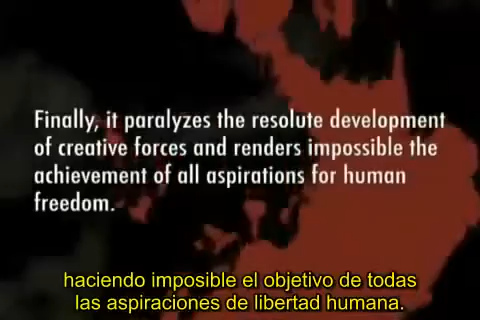 Finally, it paralyzes the resolute development
of creative forces and renders impossible the
achievement of all aspirations for human
freedom.
haciendo imposible el objetivo de todas
las aspiraciones de libertad humana.